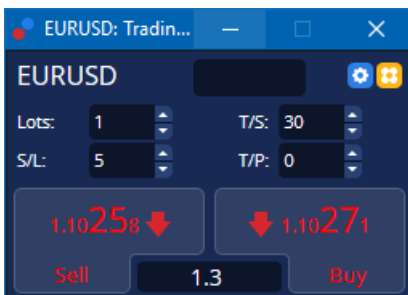 EURUSD: Tradin...
EURUSD
Lots: 1 T/S: 30
S/L: 5 T/P: 0
1.10258 1.10271
Sell 1.3 Buy